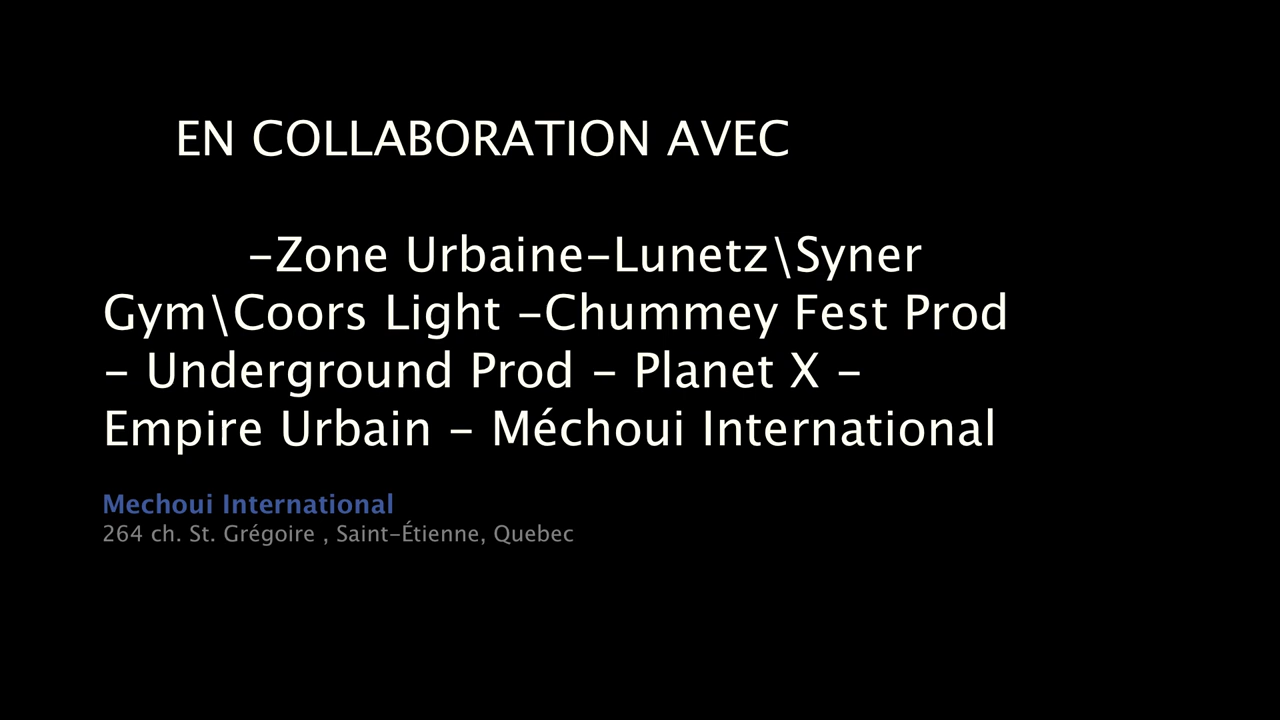 EN COLLABORATION AVEC
-Zone Urbaine-Lunetz\Syner
Gym\Coors Light -Chummey Fest Prod
- Underground Prod - Planet X -
Empire Urbain - Méchoui International
Mechoui International
264 ch. St. Grégoire , Saint-Étienne, Quebec